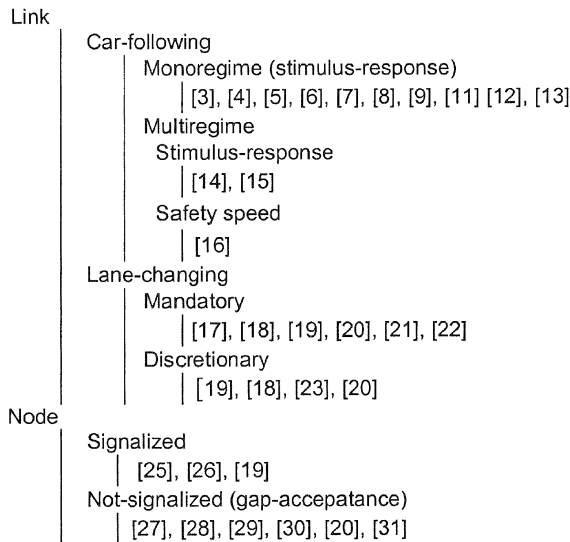 Link
Car-following
Monoregime (stimulus-response)
[3], [4], [5], [6], [7], [8], [9], [11] [12], [13]
Multiregime
Stimulus-response
[14], [15]
Safety speed
[16]
Lane-changing
Mandatory
[17], [18], [19], [20], [21], [22]
Discretionary
[19], [18], [23], [20]
Node
Signalized
[25], [26], [19]
Not-signalized (gap-accepatance)
[27], [28], [29], [30], [20], [31]